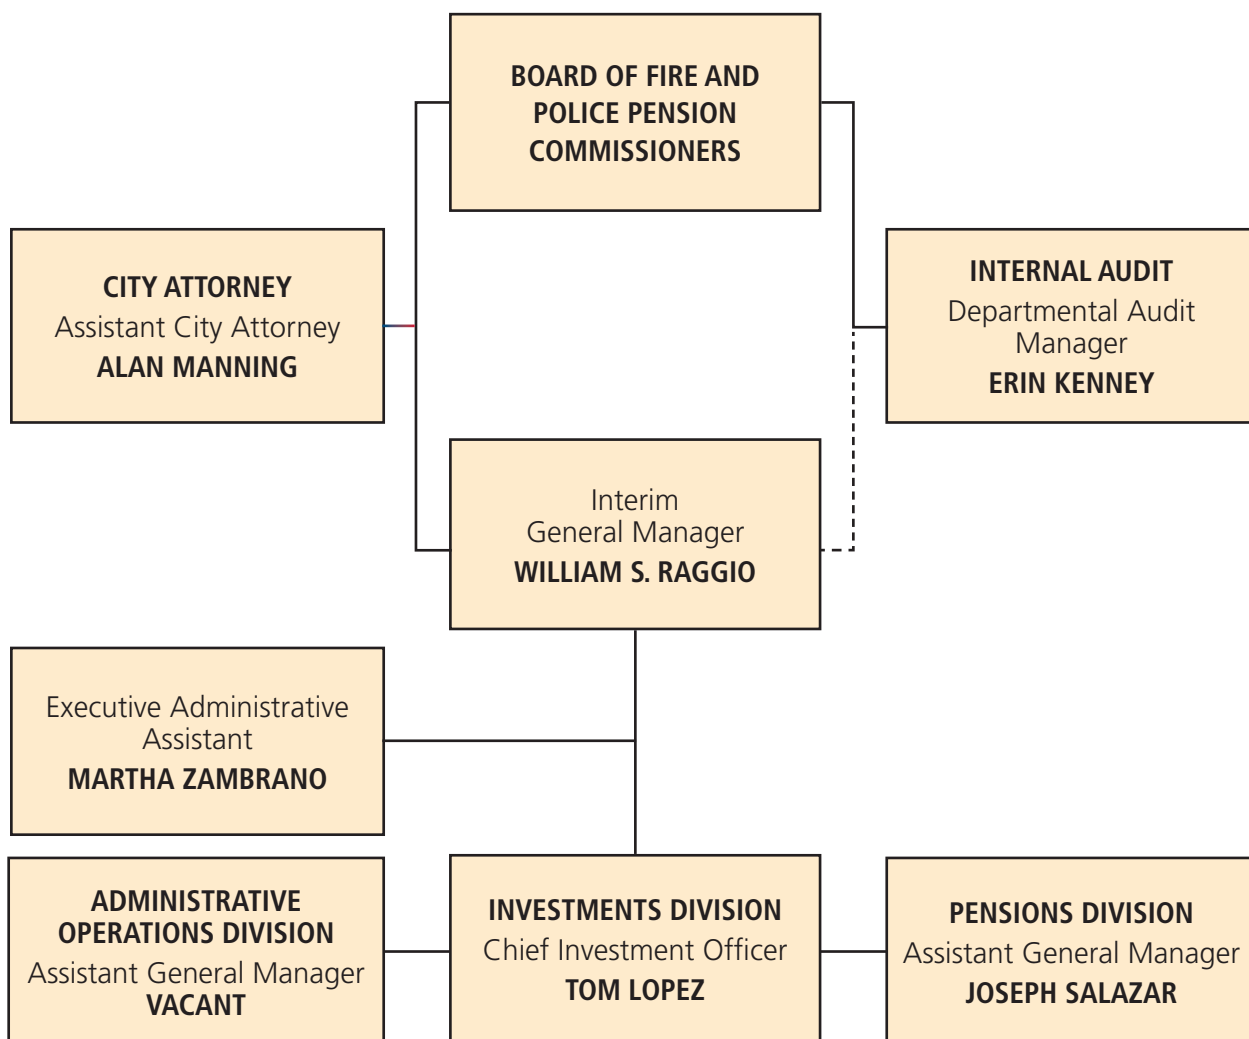 BOARD OF FIRE AND
POLICE PENSION
COMMISSIONERS
CITY ATTORNEY
Assistant City Attorney
ALAN MANNING
INTERNAL AUDIT
Departmental Audit
Manager
ERIN KENNEY
Interim
General Manager
WILLIAM S. RAGGIO
Executive Administrative
Assistant
MARTHA ZAMBRANO
ADMINISTRATIVE
OPERATIONS DIVISION
Assistant General Manager
VACANT
INVESTMENTS DIVISION
Chief Investment Officer
TOM LOPEZ
PENSIONS DIVISION
Assistant General Manager
JOSEPH SALAZAR